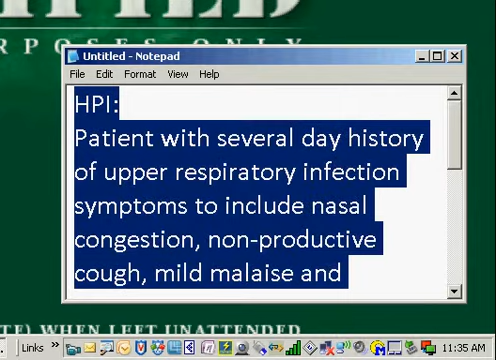 PURPOSES ONLY
Untitled - Notepad
File Edit Format View Help
HPI:
Patient with several day history
of upper respiratory infection
symptoms to include nasal
congestion, non-productive
cough, mild malaise and
WHEN LEFT UNATTENDED
Links »
« 11:35 AM